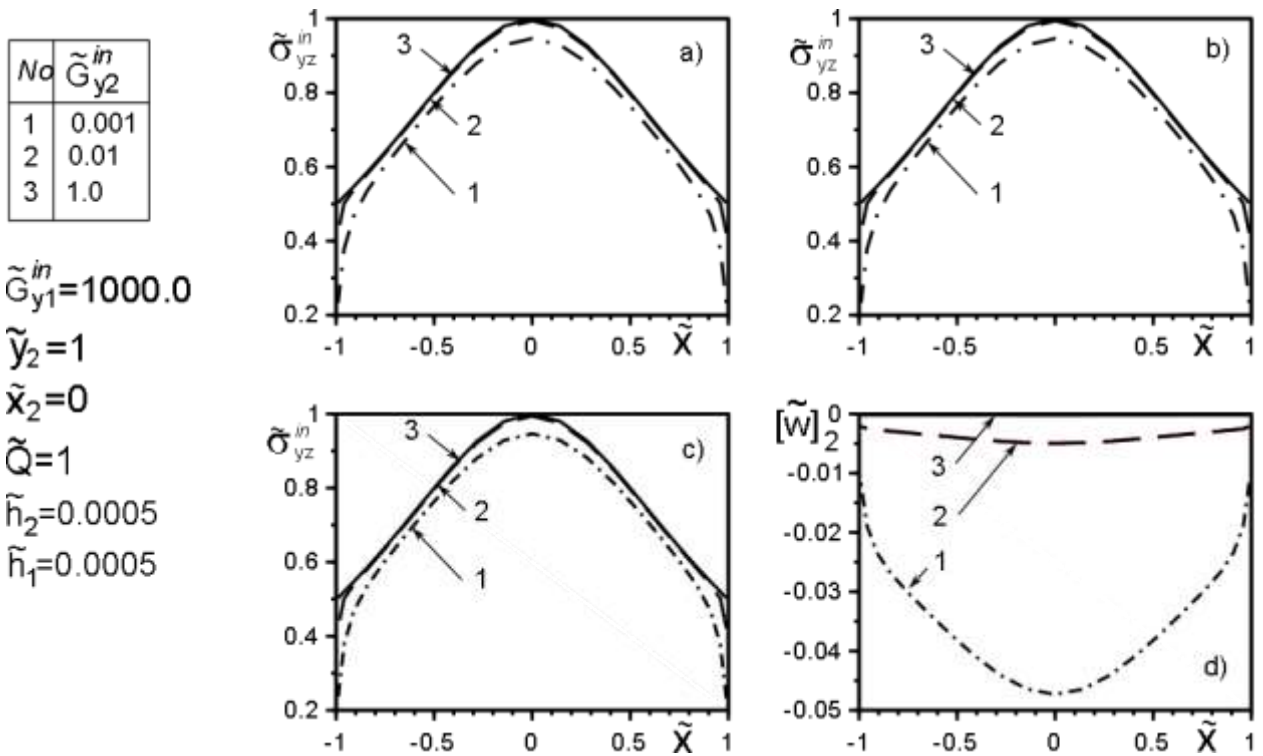 No G̃ⁱⁿy2
1 0.001
2 0.01
3 1.0
G̃ⁱⁿy1=1000.0
ỹ₂=1
x̃₂=0
Q̃=1
h̃₂=0.0005
h̃₁=0.0005
1
σ̃ⁱⁿyz
0.8
0.6
0.4
0.2
3
2
1
a)
-1 -0.5 0 0.5 x̃ 1
1
σ̃ⁱⁿyz
0.8
0.6
0.4
0.2
3
2
1
b)
-1 -0.5 0 0.5 x̃ 1
1
σ̃ⁱⁿyz
0.8
0.6
0.4
0.2
3
2
1
c)
-1 -0.5 0 0.5 x̃ 1
0
[w̃]₂
-0.01
-0.02
-0.03
-0.04
-0.05
3
2
1
d)
-1 -0.5 0 0.5 x̃ 1